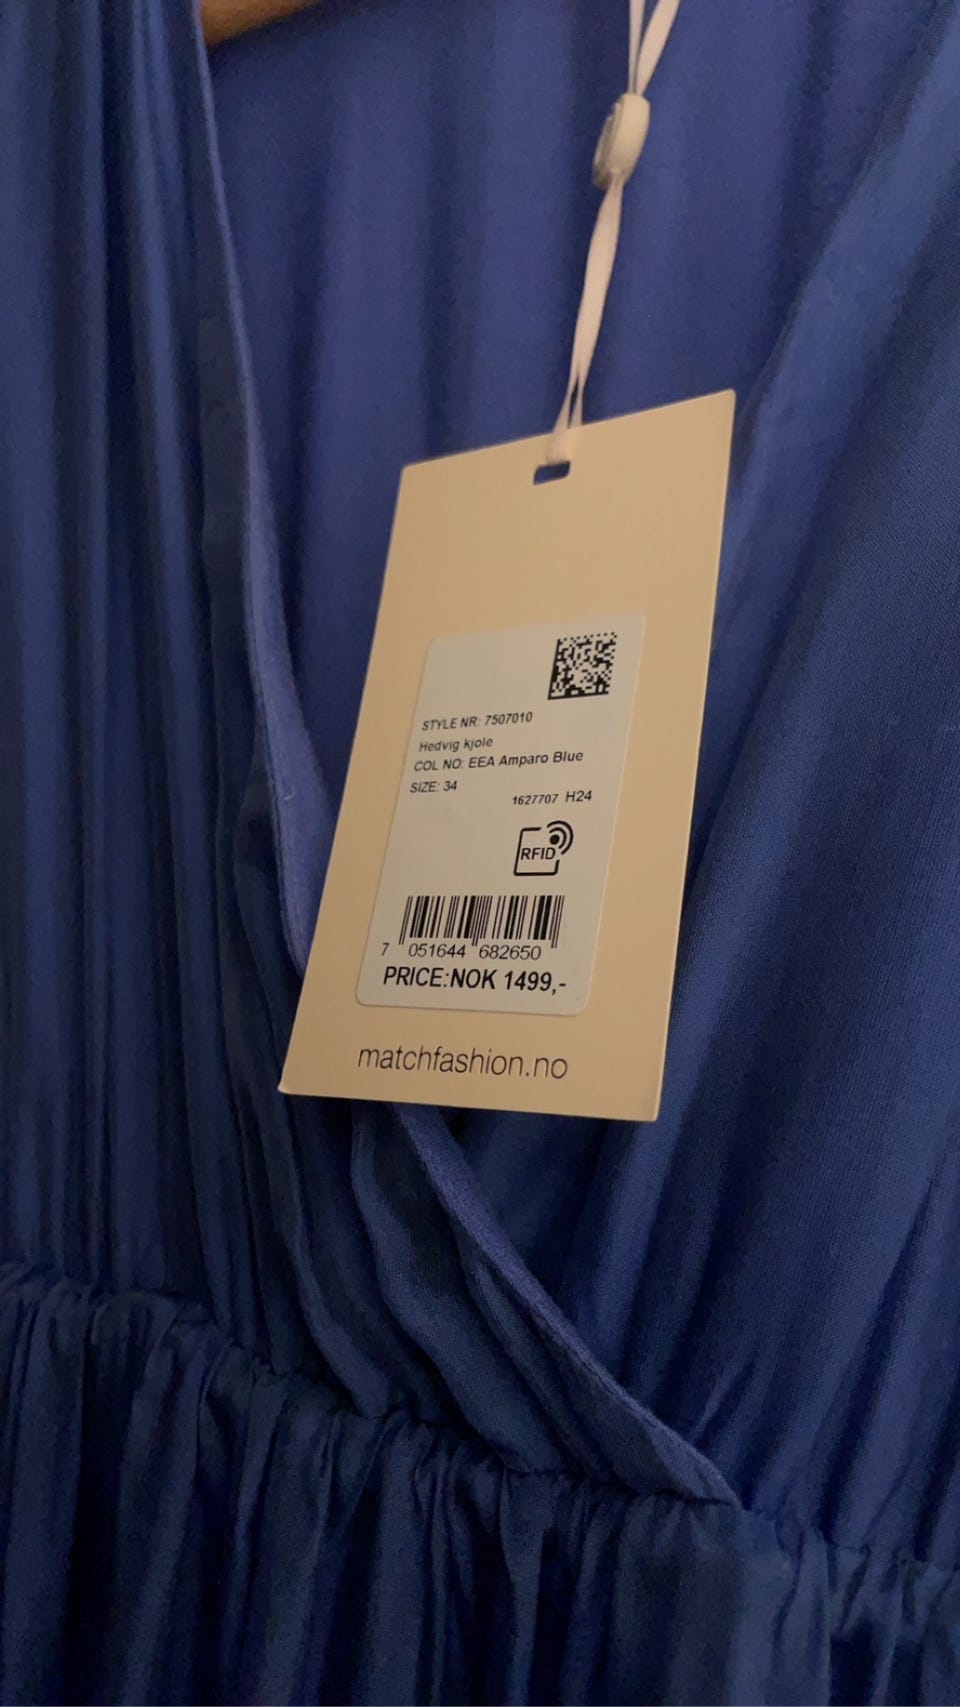 STYLE NR: 7507010
Hedvig kjole
COL NO: EEA Amparo Blue
SIZE: 34
1627707 H24
RFID
7 051644 682650
PRICE:NOK 1499,-
matchfashion.no